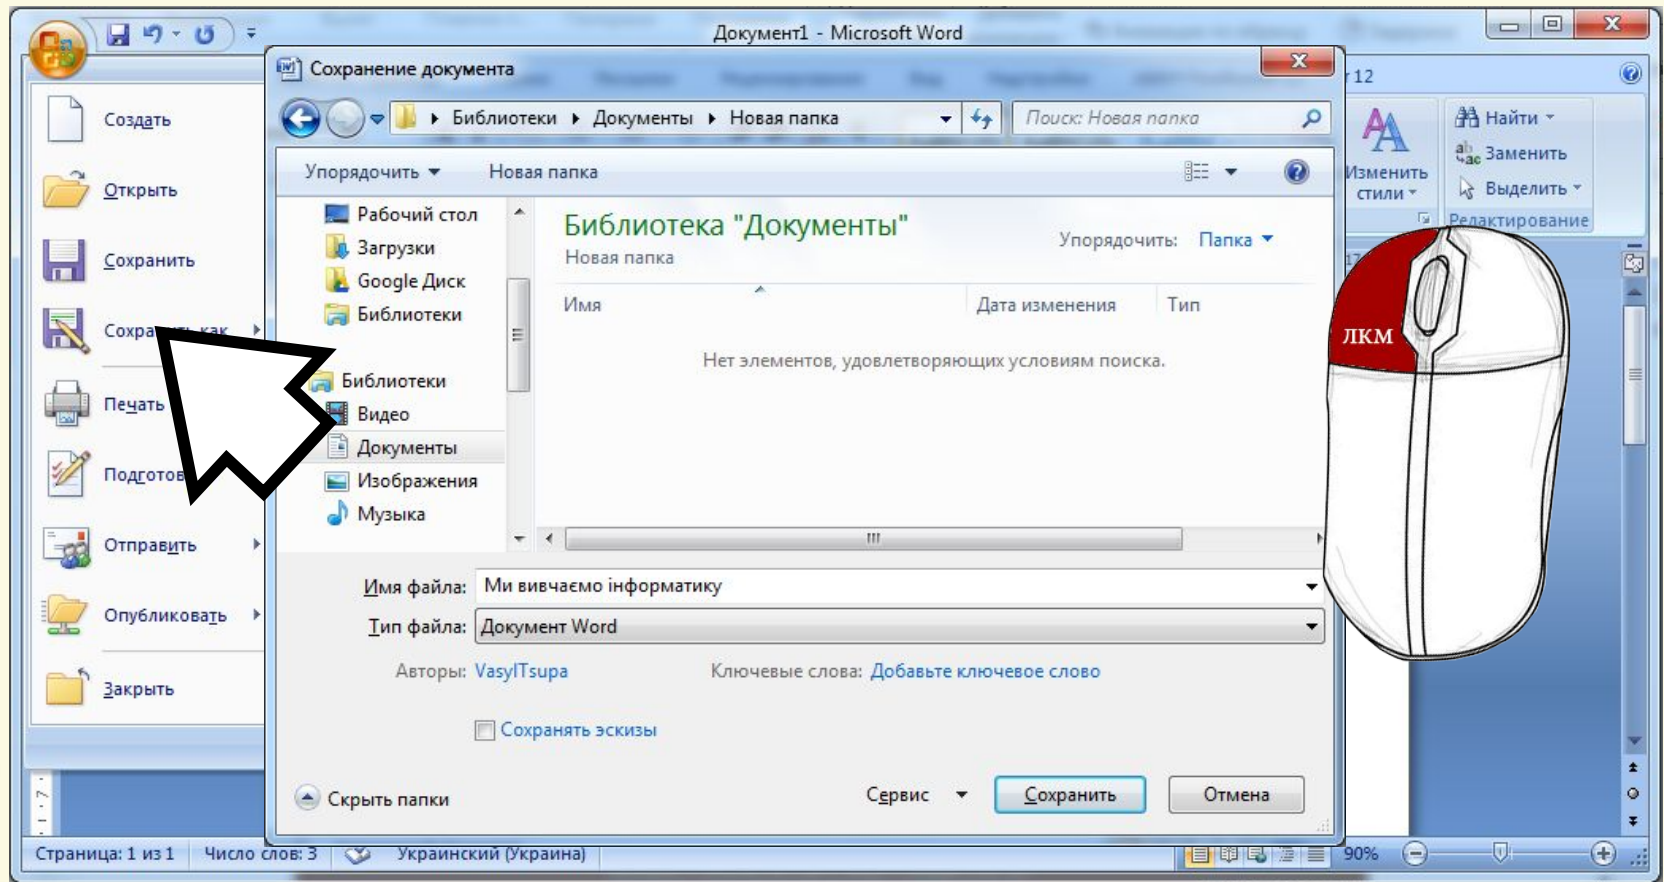 Документ1 - Microsoft Word
Создать
Открыть
Сохранить
как
Печать
Отправить
Опубликовать
Закрыть
Сохранение документа
Библиотеки Документы Новая папка
Поиск: Новая папка
Упорядочить Новая папка
Рабочий стол
Загрузки
Google Диск
Библиотеки
Библиотеки
Видео
Документы
Изображения
Музыка
Библиотека "Документы"
Новая папка
Упорядочить: Папка
Имя Дата изменения Тип
Нет элементов, удовлетворяющих условиям поиска.
Имя файла: Ми вивчаємо інформатику
Тип файла: Документ Word
Авторы: VasylTsupa Ключевые слова: Добавьте ключевое слово
Сохранять эскизы
Скрыть папки
Сервис Сохранить Отмена
12
Изменить
стили
Найти
Заменить
Выделить
Редактирование
ЛКМ
Страница: 1 из 1 Число слов: 3 Украинский (Украина) 90%